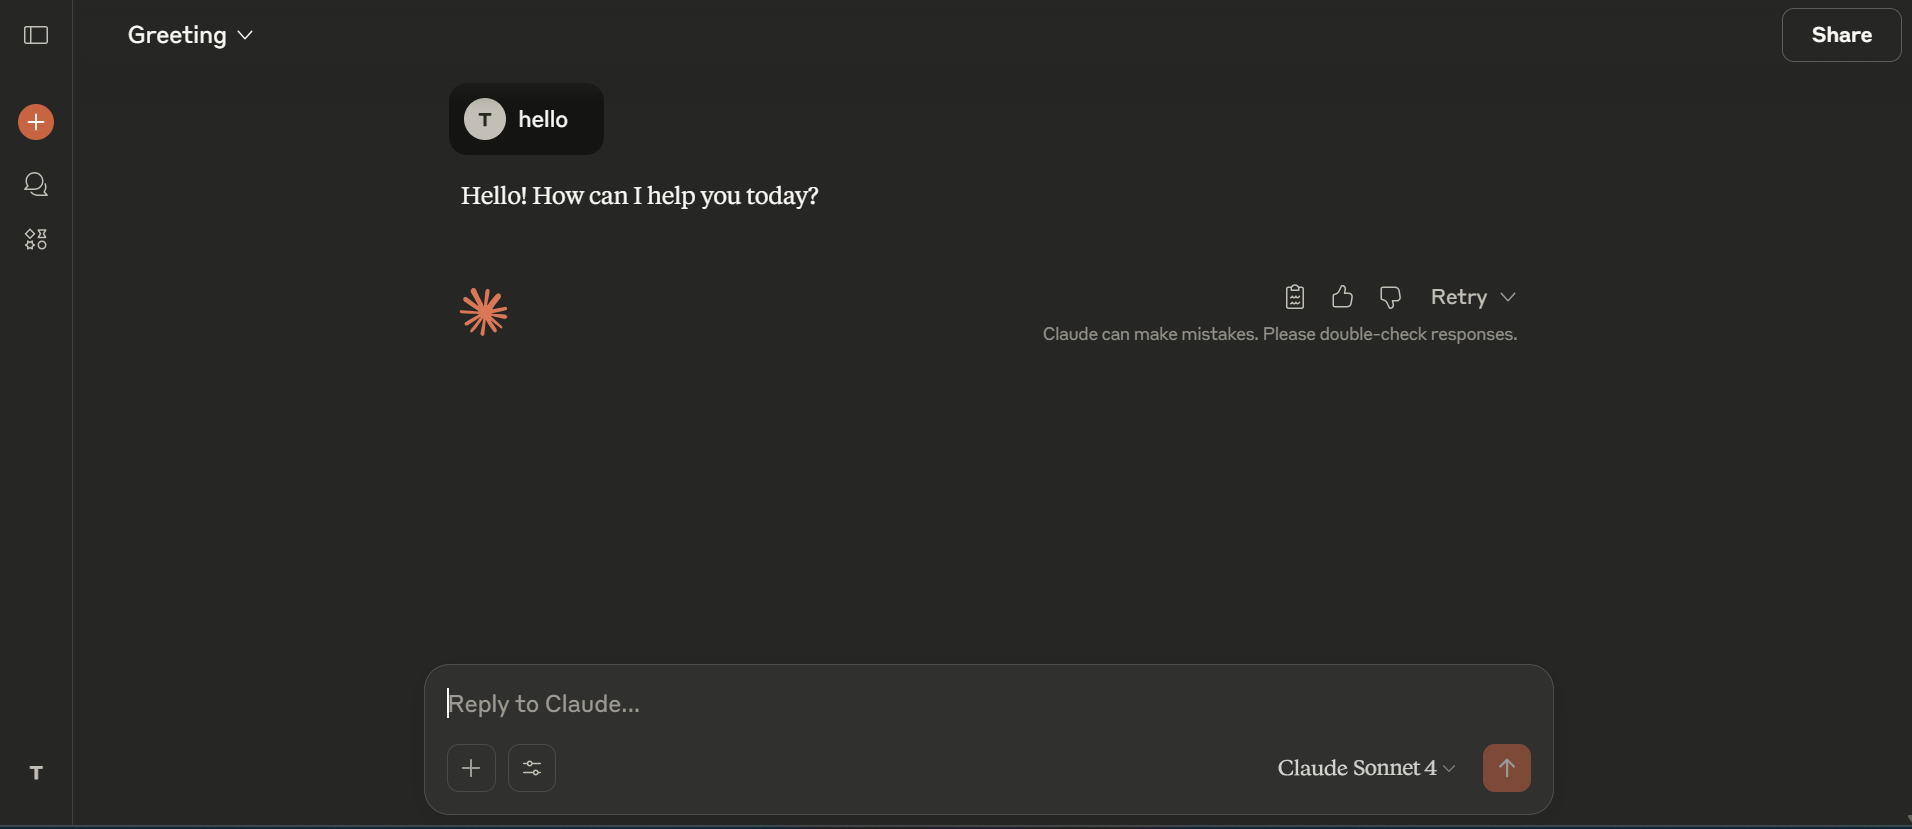 Greeting
Share
T hello
Hello! How can I help you today?
Retry
Claude can make mistakes. Please double-check responses.
Reply to Claude...
Claude Sonnet 4
T